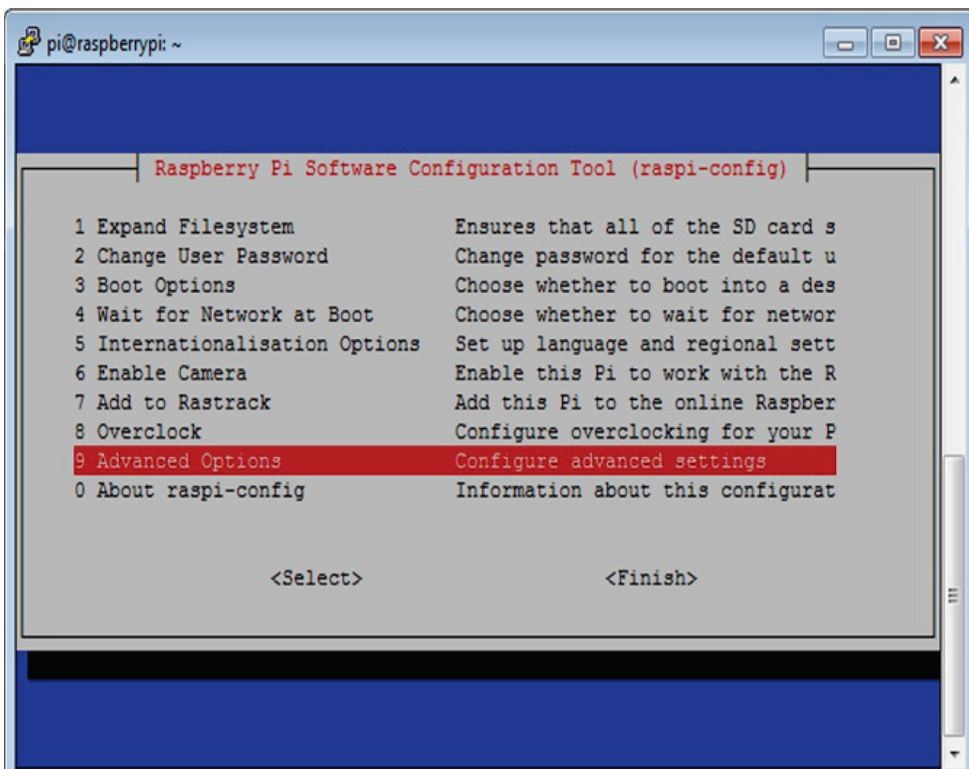 pi@raspberrypi: ~
Raspberry Pi Software Configuration Tool (raspi-config)
1 Expand Filesystem Ensures that all of the SD card s
2 Change User Password Change password for the default u
3 Boot Options Choose whether to boot into a des
4 Wait for Network at Boot Choose whether to wait for networ
5 Internationalisation Options Set up language and regional sett
6 Enable Camera Enable this Pi to work with the R
7 Add to Rastrack Add this Pi to the online Raspber
8 Overclock Configure overclocking for your P
9 Advanced Options Configure advanced settings
0 About raspi-config Information about this configurat
<Select> <Finish>